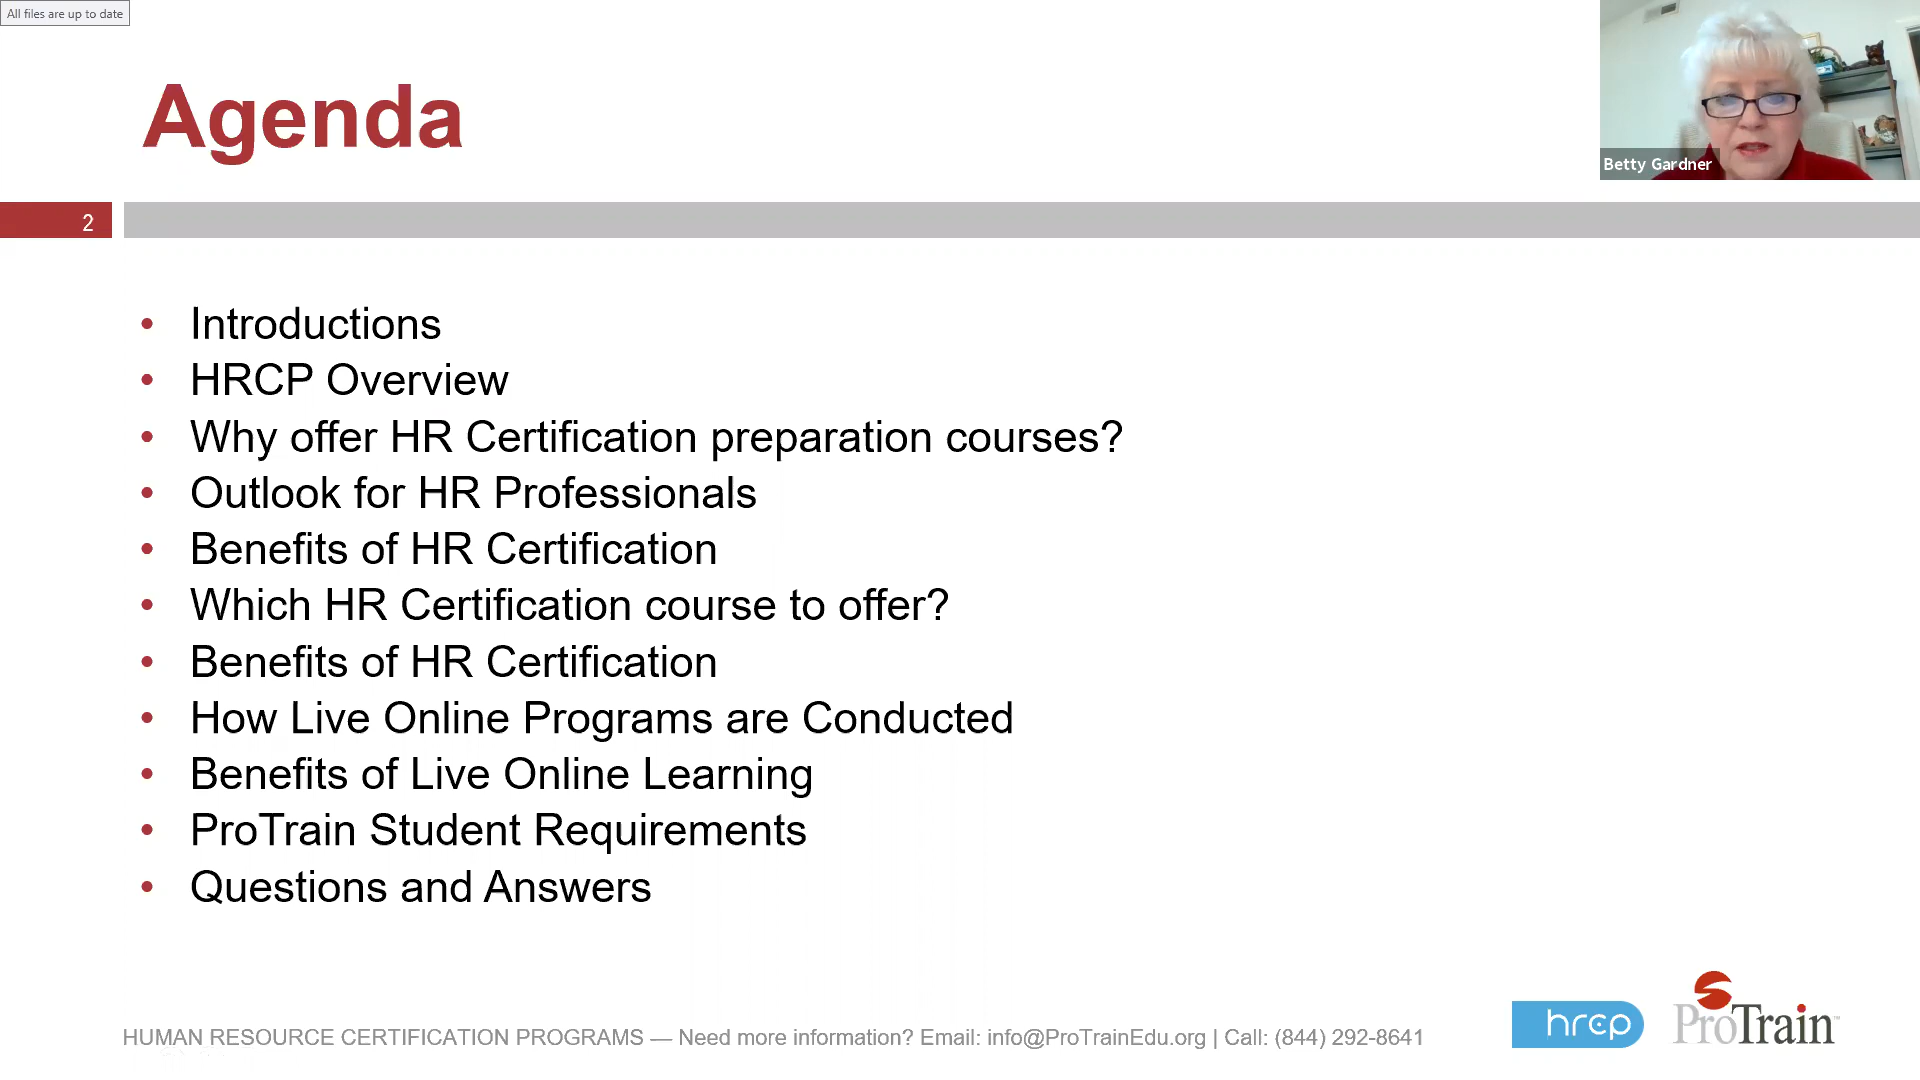 All files are up to date
Agenda
Betty Gardner
2
• Introductions
• HRCP Overview
• Why offer HR Certification preparation courses?
• Outlook for HR Professionals
• Benefits of HR Certification
• Which HR Certification course to offer?
• Benefits of HR Certification
• How Live Online Programs are Conducted
• Benefits of Live Online Learning
• ProTrain Student Requirements
• Questions and Answers
HUMAN RESOURCE CERTIFICATION PROGRAMS — Need more information? Email: info@ProTrainEdu.org | Call: (844) 292-8641
hrcp
ProTrain™